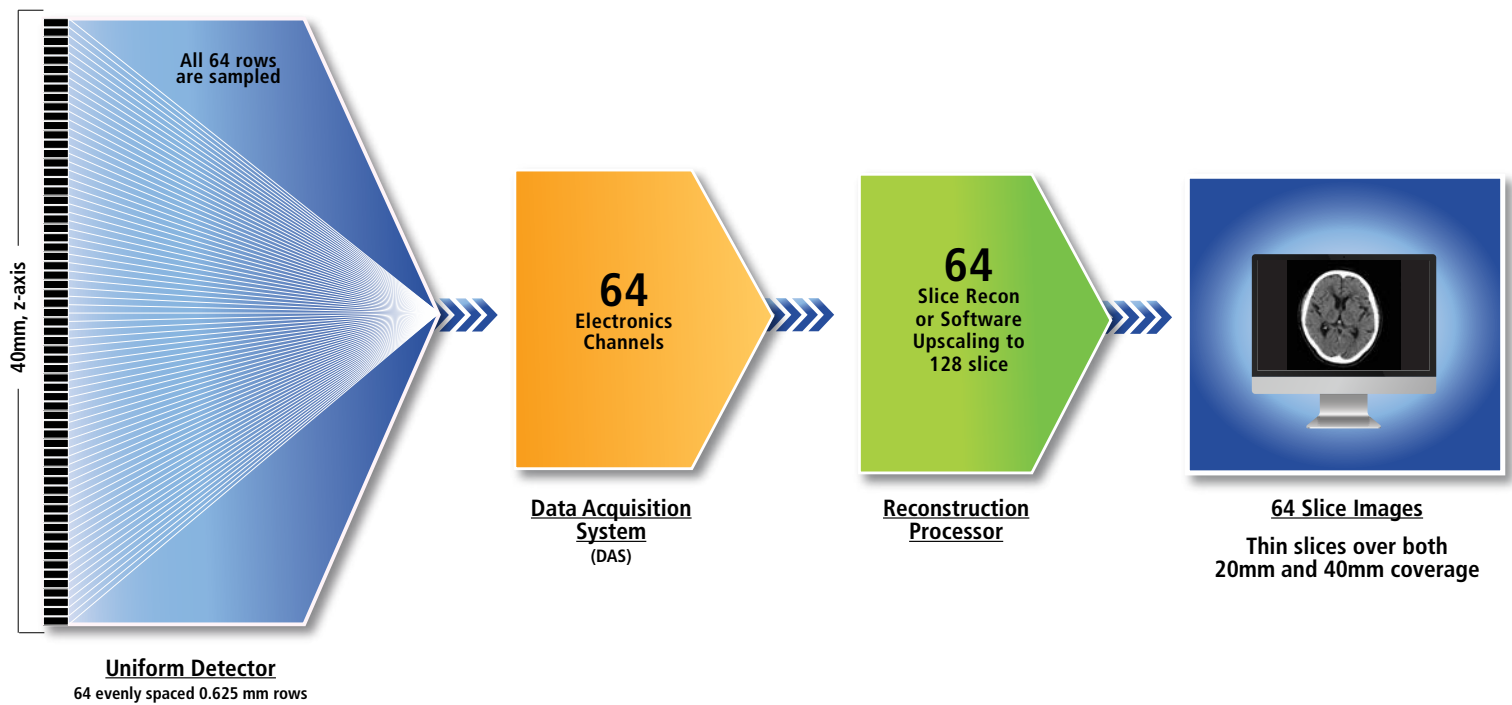 40mm, z-axis
All 64 rows
are sampled
Uniform Detector
64 evenly spaced 0.625 mm rows
64
Electronics
Channels
Data Acquisition
System
(DAS)
64
Slice Recon
or Software
Upscaling to
128 slice
Reconstruction
Processor
64 Slice Images
Thin slices over both
20mm and 40mm coverage